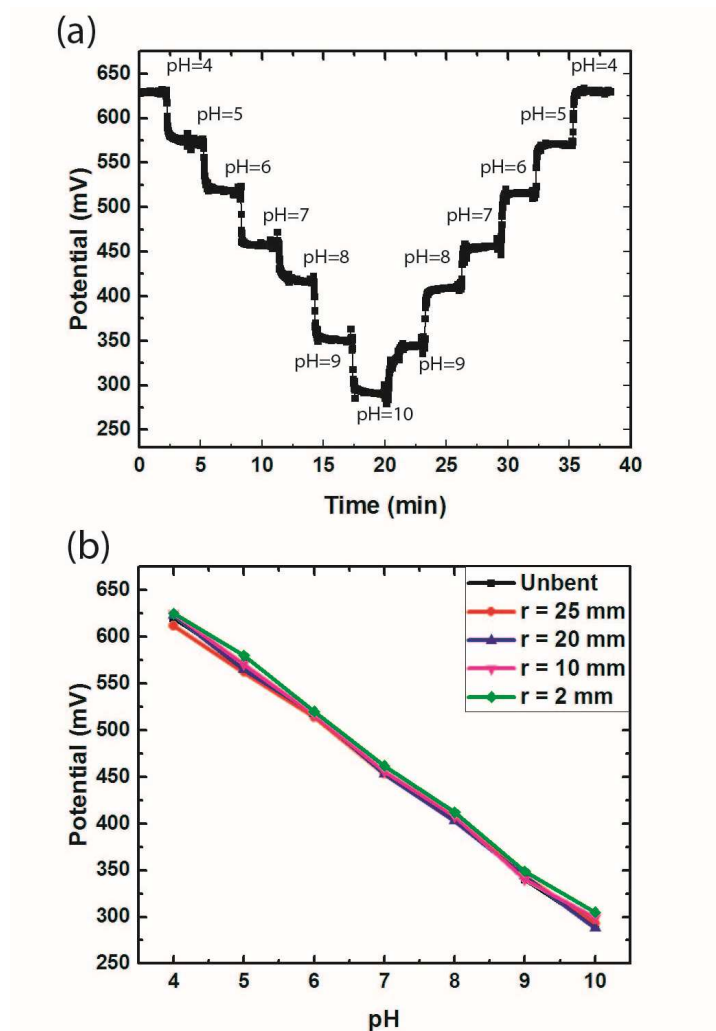 (a)
650
600
550
500
450
400
350
300
250
Potential (mV)
pH=4
pH=5
pH=6
pH=7
pH=8
pH=9
pH=10
pH=9
pH=8
pH=7
pH=6
pH=5
pH=4
0 5 10 15 20 25 30 35 40
Time (min)
(b)
650
600
550
500
450
400
350
300
250
Potential (mV)
Unbent
r = 25 mm
r = 20 mm
r = 10 mm
r = 2 mm
4 5 6 7 8 9 10
pH